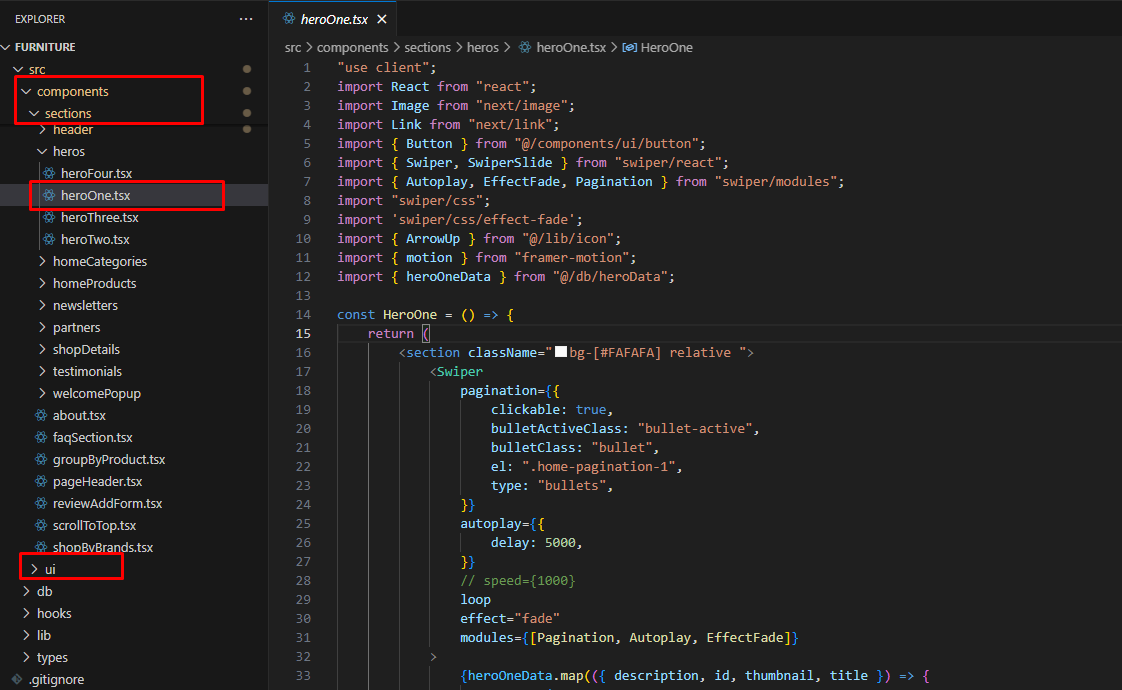 EXPLORER
FURNITURE
src
components
sections
header
heros
heroFour.tsx
heroOne.tsx
heroThree.tsx
heroTwo.tsx
homeCategories
homeProducts
newsletters
partners
shopDetails
testimonials
welcomePopup
about.tsx
faqSection.tsx
groupByProduct.tsx
pageHeader.tsx
reviewAddForm.tsx
scrollToTop.tsx
shopByBrands.tsx
ui
db
hooks
lib
types
.gitignore
heroOne.tsx
src > components > sections > heros > heroOne.tsx > HeroOne
1 "use client";
2 import React from "react";
3 import Image from "next/image";
4 import Link from "next/link";
5 import { Button } from "@/components/ui/button";
6 import { Swiper, SwiperSlide } from "swiper/react";
7 import { Autoplay, EffectFade, Pagination } from "swiper/modules";
8 import "swiper/css";
9 import 'swiper/css/effect-fade';
10 import { ArrowUp } from "@/lib/icon";
11 import { motion } from "framer-motion";
12 import { heroOneData } from "@/db/heroData";
13
14 const HeroOne = () => {
15 return (
16 <section className="bg-[#FAFAFA] relative ">
17 <Swiper
18 pagination={{
19 clickable: true,
20 bulletActiveClass: "bullet-active",
21 bulletClass: "bullet",
22 el: ".home-pagination-1",
23 type: "bullets",
24 }}
25 autoplay={{
26 delay: 5000,
27 }}
28 // speed={1000}
29 loop
30 effect="fade"
31 modules={[Pagination, Autoplay, EffectFade]}
32 >
33 {heroOneData.map(({ description, id, thumbnail, title }) => {